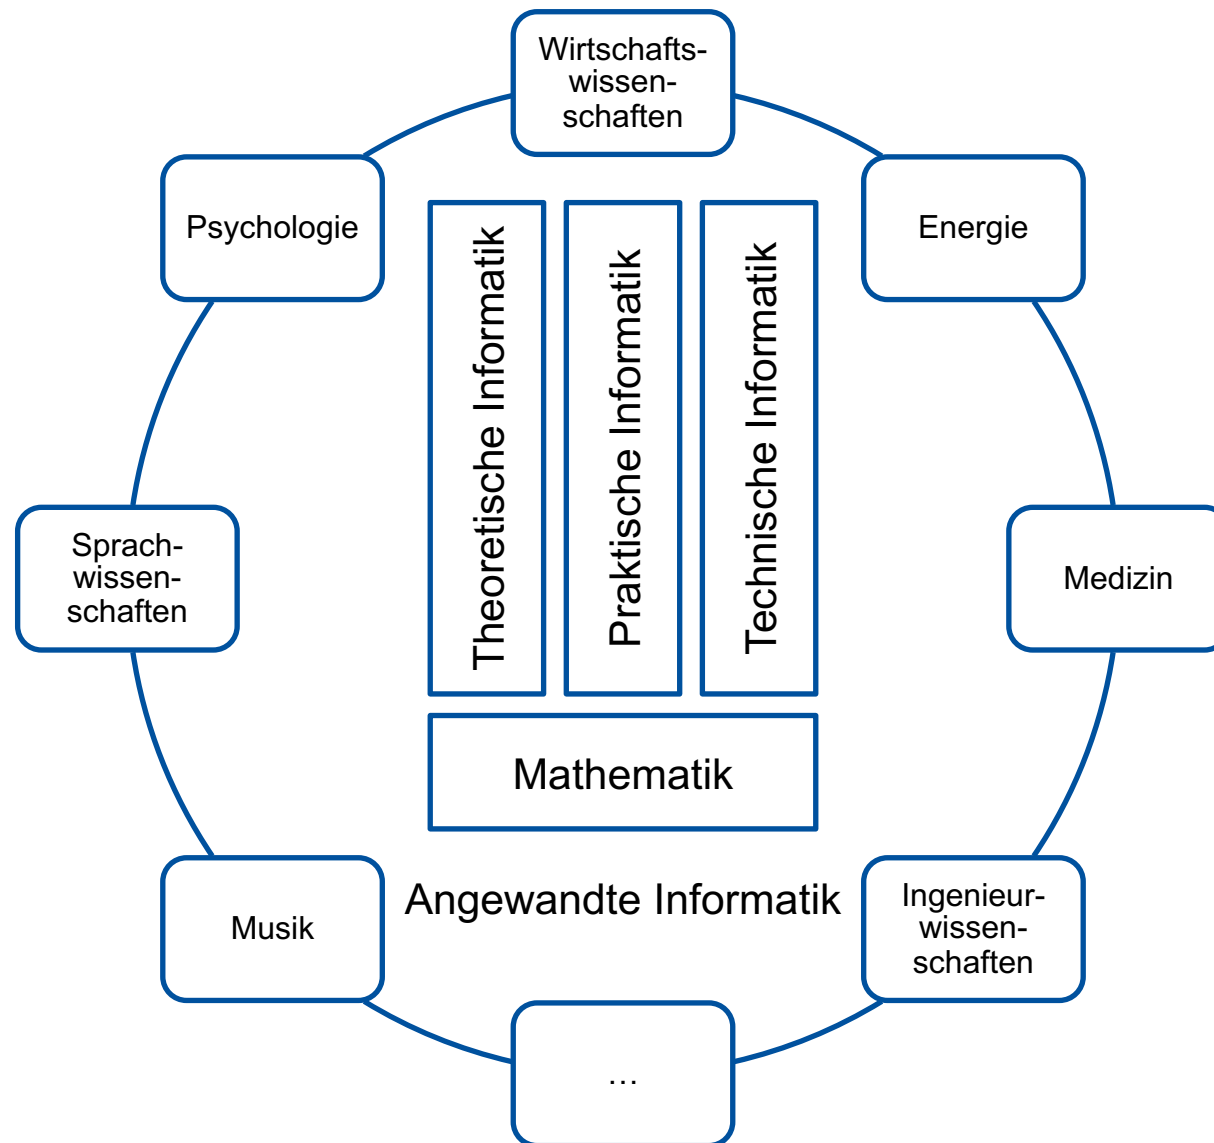 Wirtschafts-
wissen-
schaften
Psychologie
Energie
Theoretische Informatik
Praktische Informatik
Technische Informatik
Sprach-
wissen-
schaften
Medizin
Mathematik
Angewandte Informatik
Musik
Ingenieur-
wissen-
schaften
...